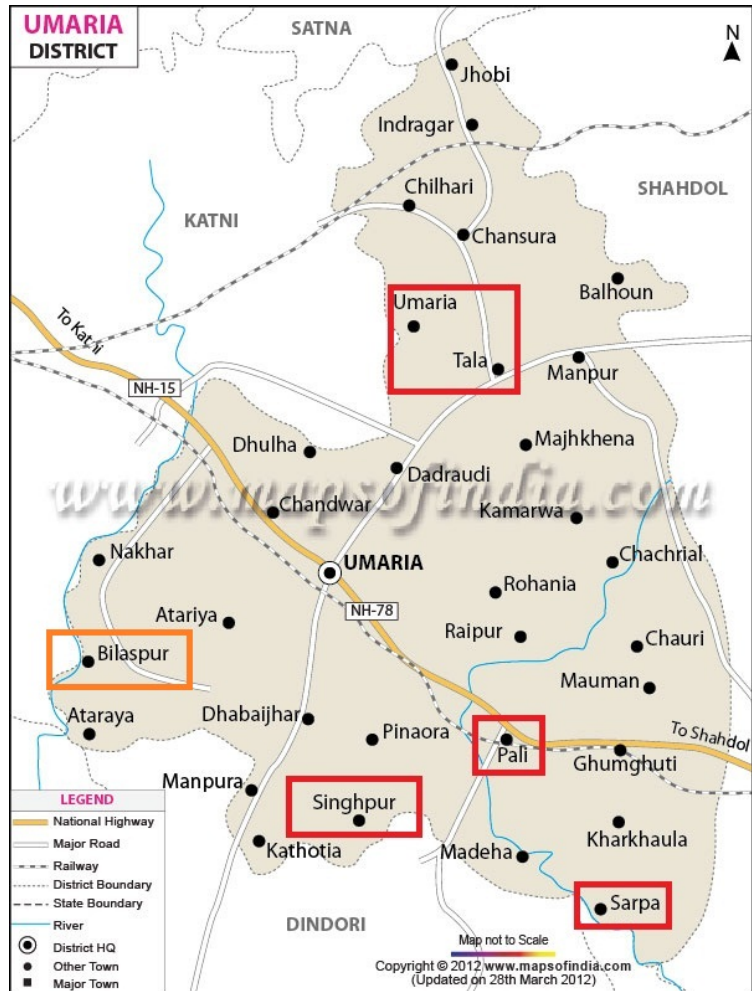 UMARIA
DISTRICT
SATNA
N
Jhobi
Indragar
SHAHDOL
Chilhari
KATNI
Chansura
Balhoun
Umaria
To Katni
Tala
Manpur
NH-15
Dhulha
Majhkhena
Dadraudi
www.mapsofindia.com
Chandwar
Kamarwa
Nakhar
UMARIA
Chachrial
Rohania
NH-78
Atariya
Raipur
Chauri
Bilaspur
Mauman
Ataraya
Dhabaijhar
Pinaora
To Shahdol
Pali
Ghumghuti
Manpura
LEGEND
National Highway
Major Road
Railway
District Boundary
State Boundary
River
District HQ
Other Town
Major Town
Singhpur
Kharkhaula
Kathotia
Madeha
Sarpa
DINDORI
Map not to Scale
Copyright © 2012 www.mapsofindia.com
(Updated on 28th March 2012)